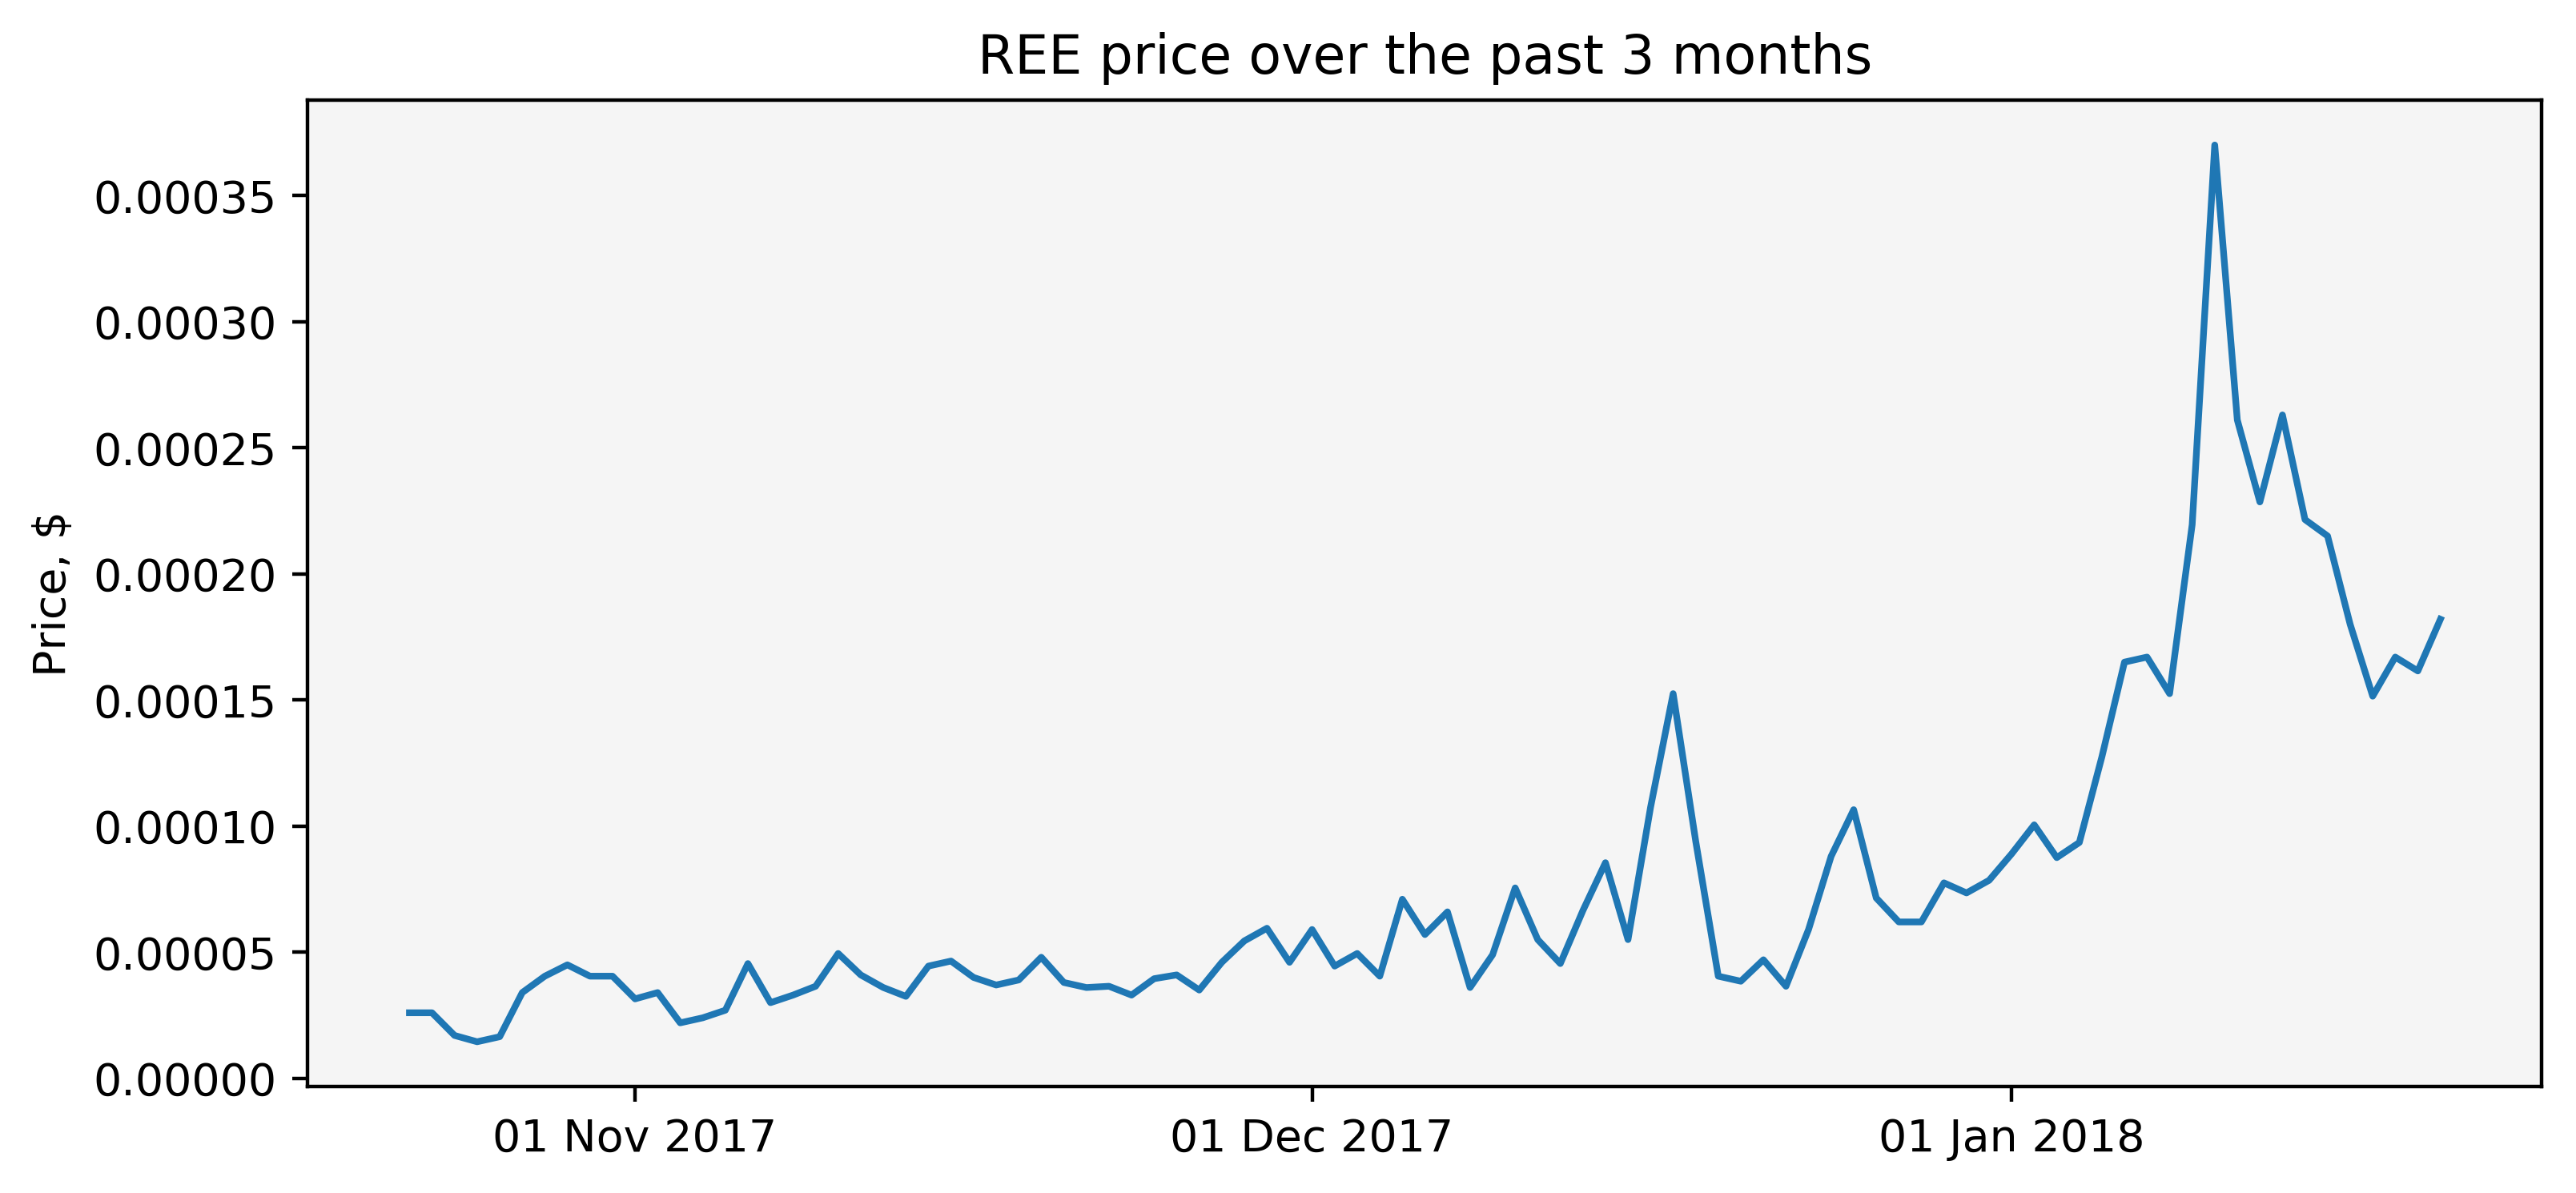 REE price over the past 3 months
Price, $
0.00035
0.00030
0.00025
0.00020
0.00015
0.00010
0.00005
0.00000
01 Nov 2017
01 Dec 2017
01 Jan 2018